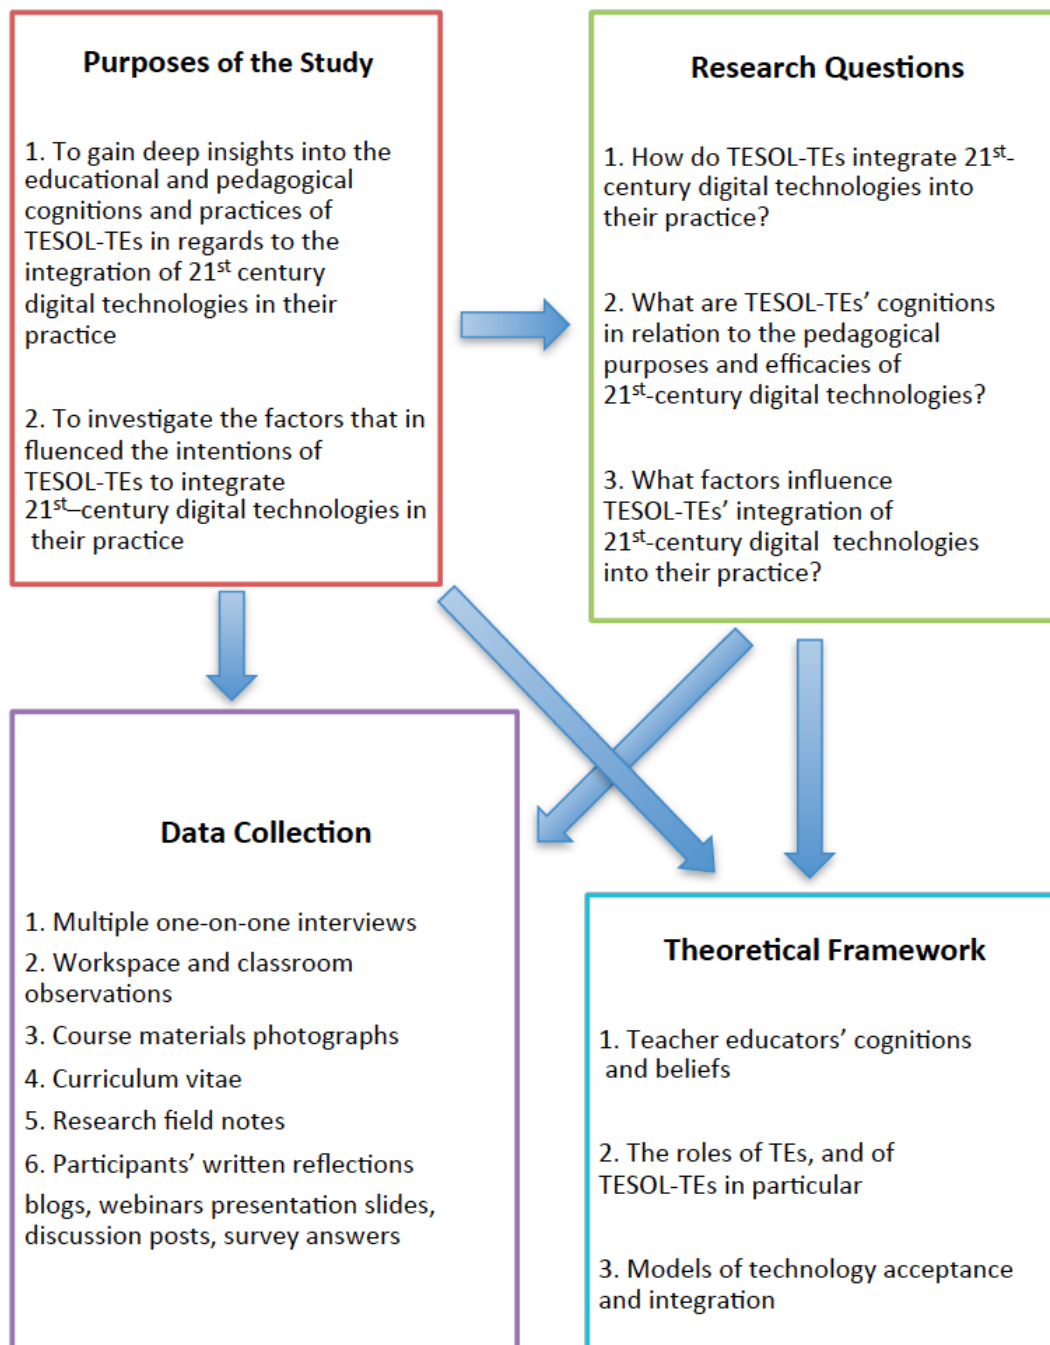 Purposes of the Study
1. To gain deep insights into the
educational and pedagogical
cognitions and practices of
TESOL-TEs in regards to the
integration of 21st century
digital technologies in their
practice
2. To investigate the factors that in
fluenced the intentions of
TESOL-TEs to integrate
21st–century digital technologies in
their practice
Research Questions
1. How do TESOL-TEs integrate 21st-
century digital technologies into
their practice?
2. What are TESOL-TEs’ cognitions
in relation to the pedagogical
purposes and efficacies of
21st-century digital technologies?
3. What factors influence
TESOL-TEs’ integration of
21st-century digital technologies
into their practice?
Data Collection
1. Multiple one-on-one interviews
2. Workspace and classroom
observations
3. Course materials photographs
4. Curriculum vitae
5. Research field notes
6. Participants’ written reflections
blogs, webinars presentation slides,
discussion posts, survey answers
Theoretical Framework
1. Teacher educators’ cognitions
and beliefs
2. The roles of TEs, and of
TESOL-TEs in particular
3. Models of technology acceptance
and integration